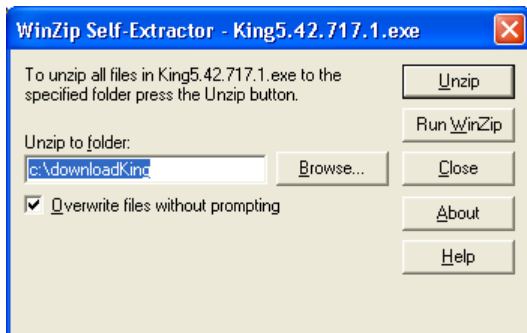 WinZip Self-Extractor - King5.42.717.1.exe
To unzip all files in King5.42.717.1.exe to the
specified folder press the Unzip button.
Unzip to folder:
c:\downloadKing
Browse...
Overwrite files without prompting
Unzip
Run WinZip
Close
About
Help